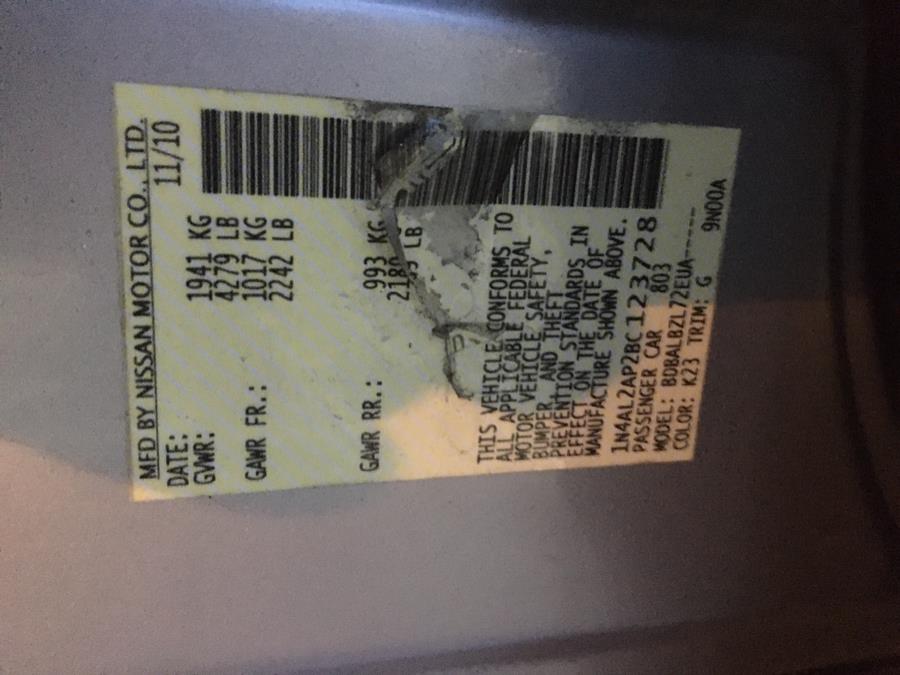 MFD BY NISSAN MOTOR CO., LTD.
DATE: 11/10
GVWR: 1941 KG
4279 LB
GAWR FR.: 1017 KG
2242 LB
GAWR RR.: 993 KG
LB
THIS VEHICLE CONFORMS TO
ALL APPLICABLE FEDERAL
MOTOR VEHICLE SAFETY,
BUMPER, AND THEFT
PREVENTION STANDARDS IN
EFFECT ON THE DATE OF
MANUFACTURE SHOWN ABOVE.
1N4AL2AP2BC123728
PASSENGER CAR 803
MODEL: BDBALBZL72EUA-----
COLOR: K23 TRIM: G 9N00A